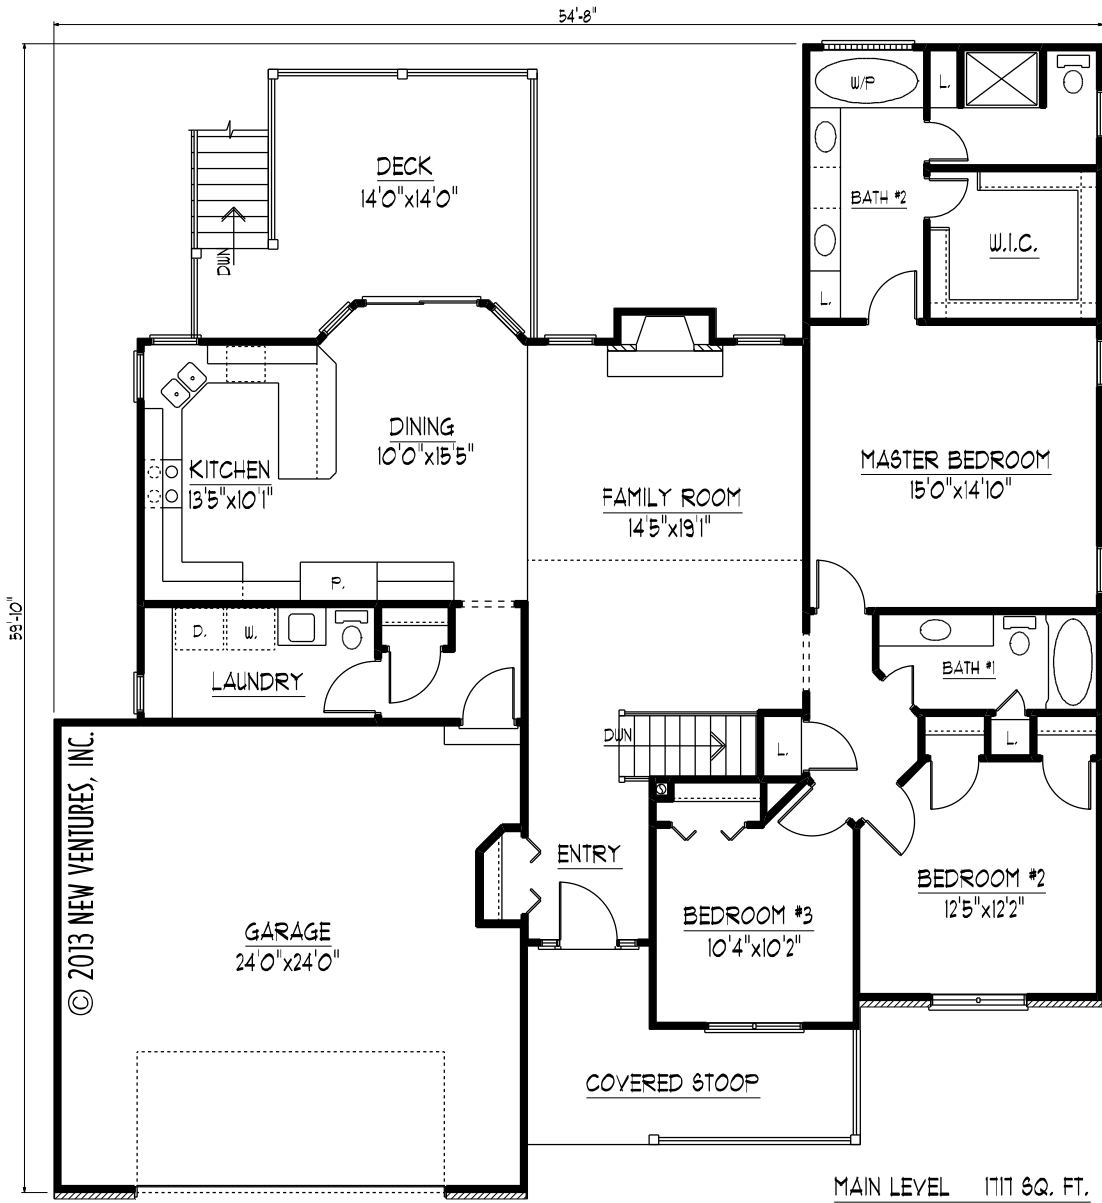 54'-8"
59'-10"
W/P
L.
DECK
14'0"x14'0"
BATH #2
W.I.C.
DWN
L.
DINING
10'0"x15'5"
KITCHEN
13'5"x10'1"
MASTER BEDROOM
15'0"x14'10"
FAMILY ROOM
14'5"x19'1"
P.
D.
W.
LAUNDRY
BATH #1
DWN
L.
L.
© 2013 NEW VENTURES, INC.
ENTRY
BEDROOM #2
12'5"x12'2"
BEDROOM #3
10'4"x10'2"
GARAGE
24'0"x24'0"
COVERED STOOP
MAIN LEVEL 1717 SQ. FT.